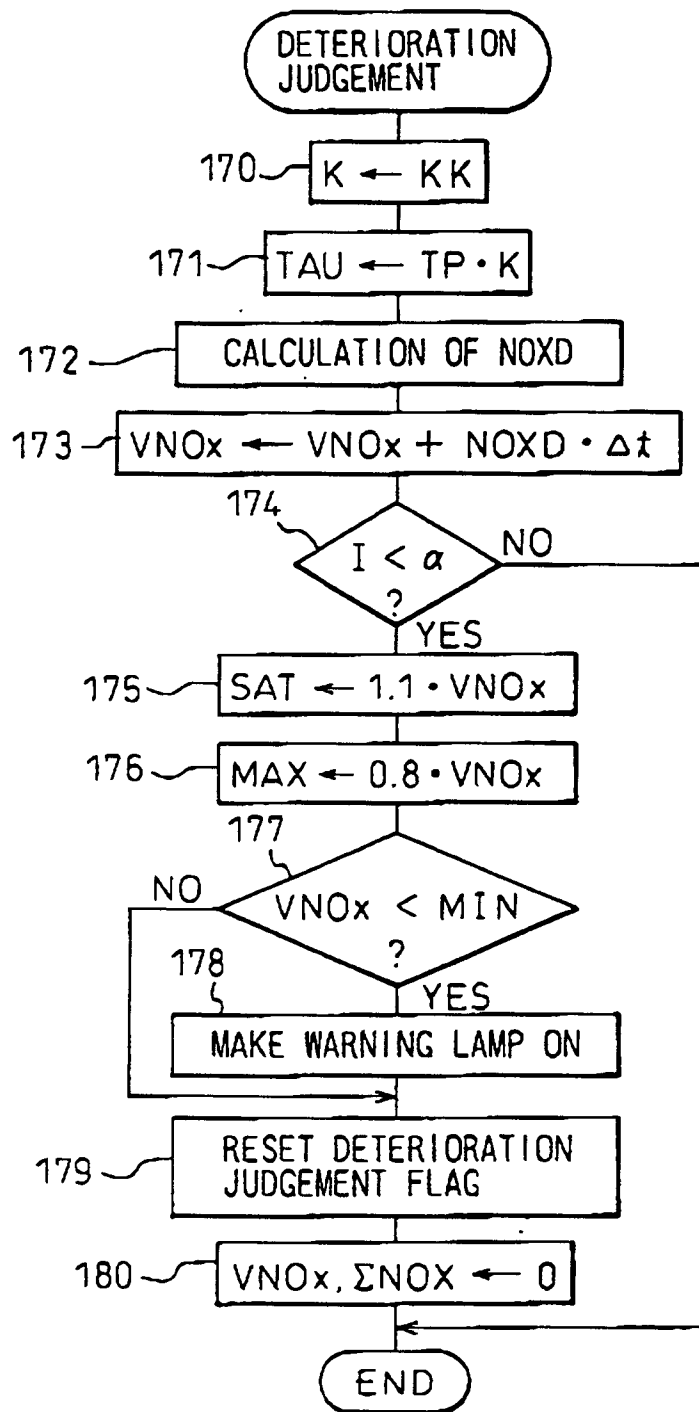 DETERIORATION
JUDGEMENT
170
K ← KK
171
TAU ← TP・K
172
CALCULATION OF NOXD
173
VNOx ← VNOx + NOXD・Δt
174
I < α
?
NO
YES
175
SAT ← 1.1・VNOx
176
MAX ← 0.8・VNOx
177
NO
VNOx < MIN
?
178
YES
MAKE WARNING LAMP ON
179
RESET DETERIORATION
JUDGEMENT FLAG
180
VNOx, ΣNOX ← 0
END